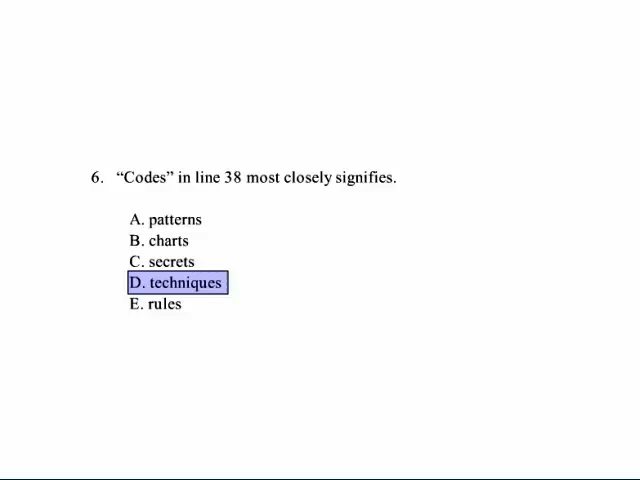 6. “Codes” in line 38 most closely signifies.
A. patterns
B. charts
C. secrets
D. techniques
E. rules